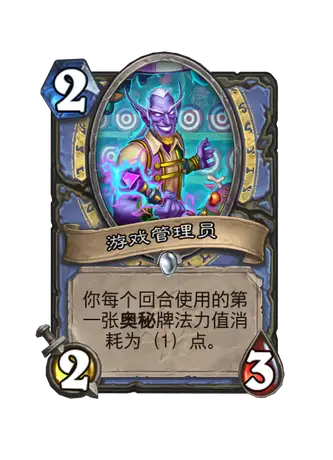 2
游戏管理员
你每个回合使用的第
一张奥秘牌法力值消
耗为（1）点。
2
3